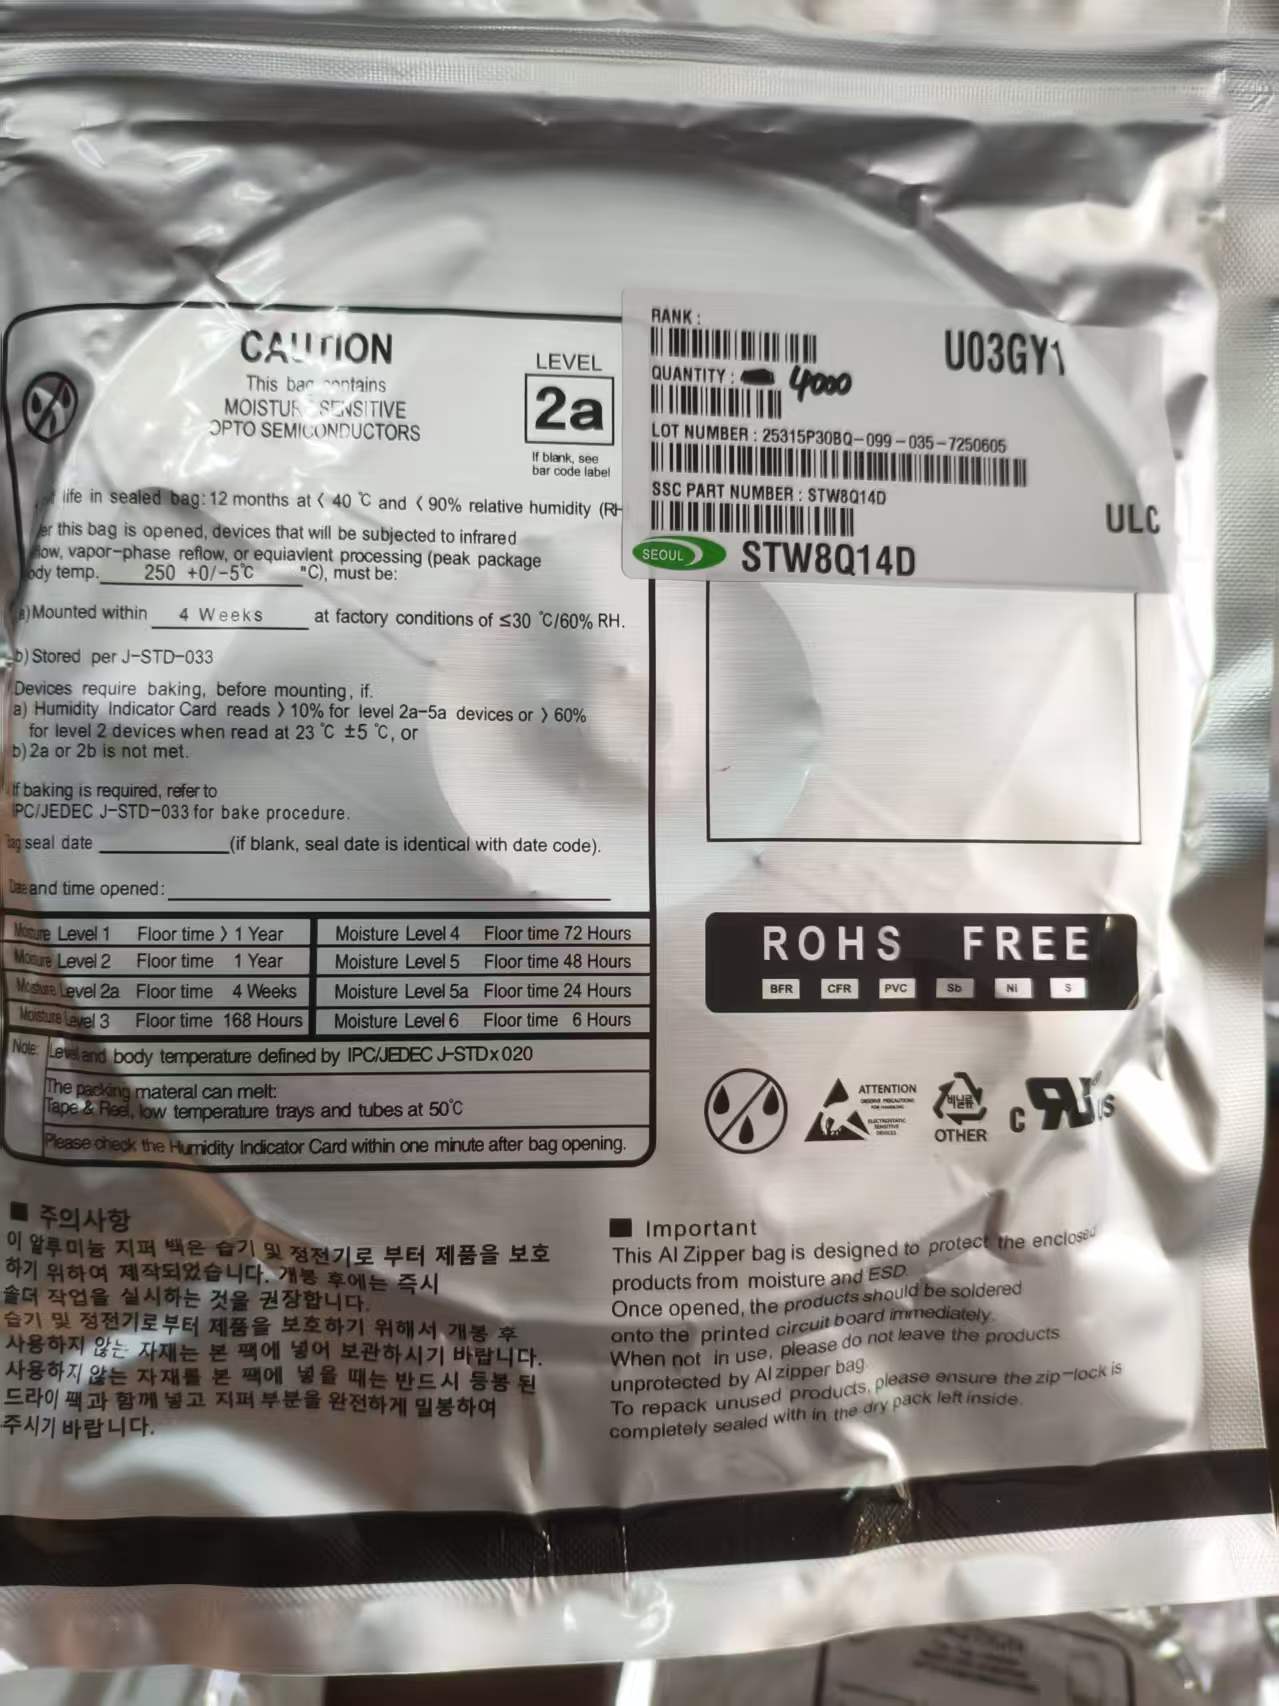 CAUTION
This bag contains
MOISTURE SENSITIVE
OPTO SEMICONDUCTORS
LEVEL
2a
If blank, see
bar code label
life in sealed bag: 12 months at < 40 ℃ and < 90% relative humidity (RH
this bag is opened, devices that will be subjected to infrared
vapor-phase reflow, or equiavlent processing (peak package
body temp. 250 +0/-5℃ "C), must be:
a) Mounted within 4 Weeks at factory conditions of ≤30 ℃/60% RH.
b) Stored per J-STD-033
Devices require baking, before mounting, if.
a) Humidity Indicator Card reads > 10% for level 2a-5a devices or > 60%
for level 2 devices when read at 23 ℃ ±5 ℃, or
b) 2a or 2b is not met.
If baking is required, refer to
IPC/JEDEC J-STD-033 for bake procedure.
Bag seal date (if blank, seal date is identical with date code).
Date and time opened:
Moisture Level 1 Floor time > 1 Year Moisture Level 4 Floor time 72 Hours
Moisture Level 2 Floor time 1 Year Moisture Level 5 Floor time 48 Hours
Moisture Level 2a Floor time 4 Weeks Moisture Level 5a Floor time 24 Hours
Moisture Level 3 Floor time 168 Hours Moisture Level 6 Floor time 6 Hours
Note: Level and body temperature defined by IPC/JEDEC J-STDx020
The packing materal can melt:
Tape & Reel, low temperature trays and tubes at 50℃
Please check the Humidity Indicator Card within one minute after bag opening.
RANK :
U03GY1
QUANTITY : 4000
LOT NUMBER : 25315P30BQ-099-035-7250605
SSC PART NUMBER : STW8Q14D
ULC
SEOUL STW8Q14D
ROHS FREE
BFR CFR PVC Sb Ni S
ATTENTION
OBSERVE PRECAUTIONS
FOR HANDLING
ELECTROSTATIC
SENSITIVE
DEVICES
비닐류
OTHER
c RU us
■ 주의사항
이 알루미늄 지퍼 백은 습기 및 정전기로 부터 제품을 보호
하기 위하여 제작되었습니다. 개봉 후에는 즉시
솔더 작업을 실시하는 것을 권장합니다.
습기 및 정전기로부터 제품을 보호하기 위해서 개봉 후
사용하지 않는 자재는 본 팩에 넣어 보관하시기 바랍니다.
사용하지 않는 자재를 본 팩에 넣을 때는 반드시 동봉 된
드라이 팩과 함께 넣고 지퍼 부분을 완전하게 밀봉하여
주시기 바랍니다.
■ Important
This Al Zipper bag is designed to protect the enclosed
products from moisture and ESD.
Once opened, the products should be soldered
onto the printed circuit board immediately.
When not in use, please do not leave the products
unprotected by Al zipper bag.
To repack unused products, please ensure the zip-lock is
completely sealed with in the dry pack left inside.